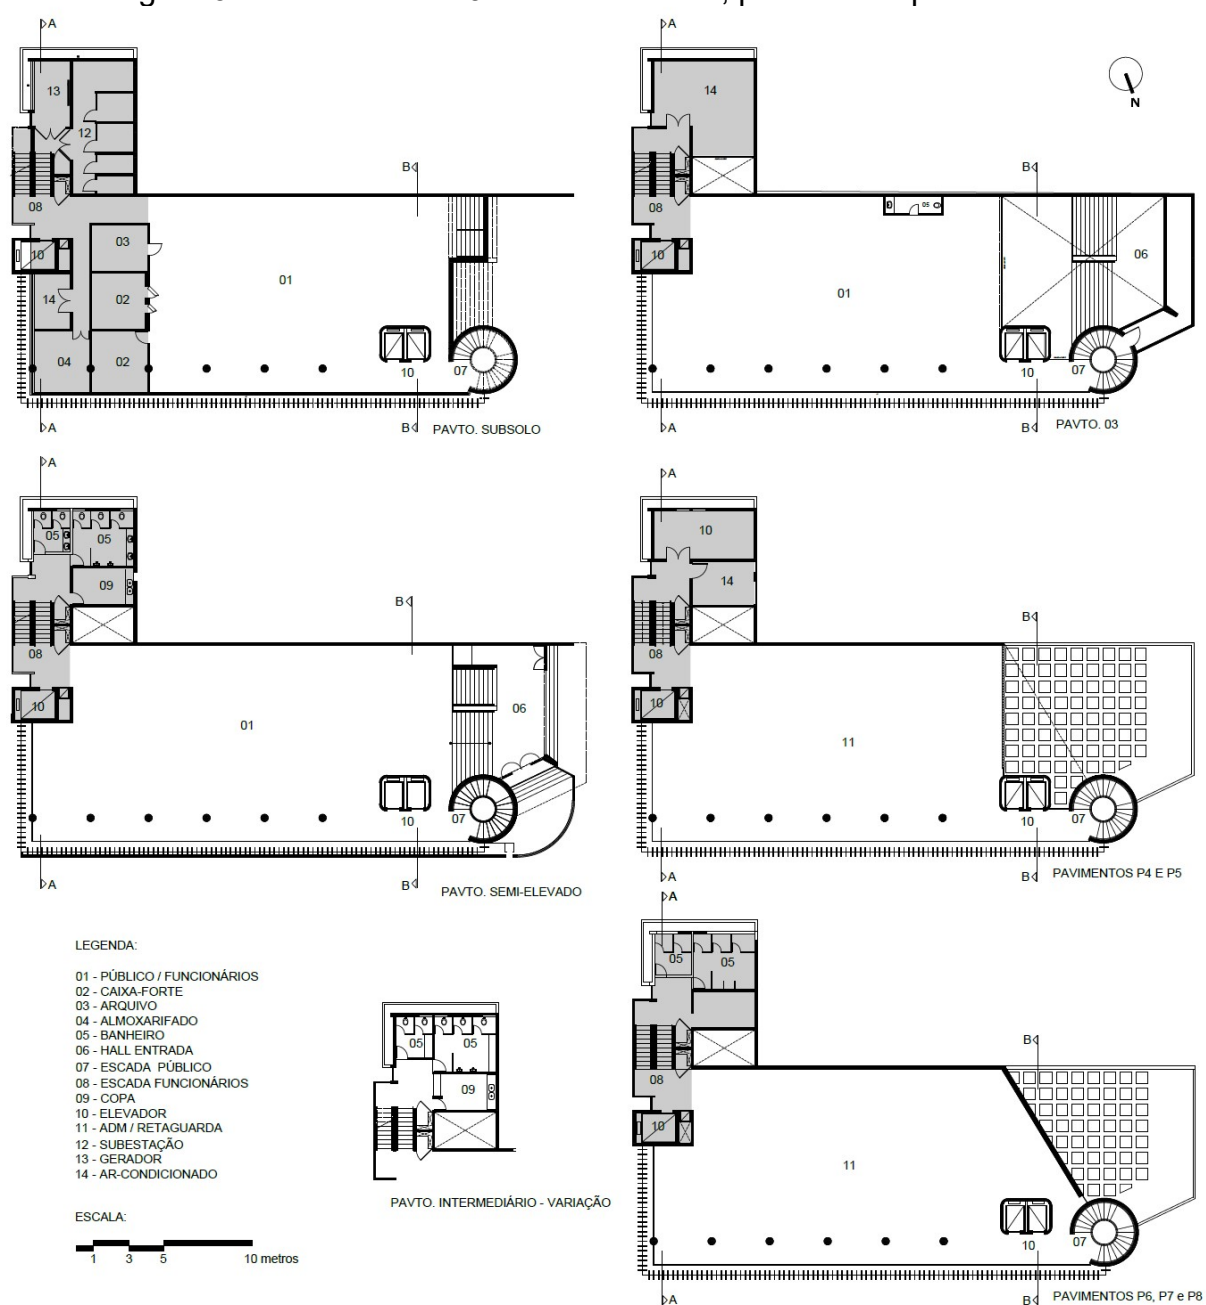 A
13
12
08
03
10
01
14
02
04
02
10
07
B
A
B
PAVTO. SUBSOLO
A
14
N
B
05
08
06
10
01
10
07
A
B
PAVTO. 03
A
05
05
09
B
08
10
06
01
10
07
A
B
PAVTO. SEMI-ELEVADO
A
10
14
B
08
10
11
10
07
A
B
PAVIMENTOS P4 E P5
LEGENDA:
01 - PÚBLICO / FUNCIONÁRIOS
02 - CAIXA-FORTE
03 - ARQUIVO
04 - ALMOXARIFADO
05 - BANHEIRO
06 - HALL ENTRADA
07 - ESCADA PÚBLICO
08 - ESCADA FUNCIONÁRIOS
09 - COPA
10 - ELEVADOR
11 - ADM / RETAGUARDA
12 - SUBESTAÇÃO
13 - GERADOR
14 - AR-CONDICIONADO
ESCALA:
1 3 5 10 metros
05
05
09
PAVTO. INTERMEDIÁRIO - VARIAÇÃO
A
05
05
B
08
10
11
10
07
A
B
PAVIMENTOS P6, P7 e P8